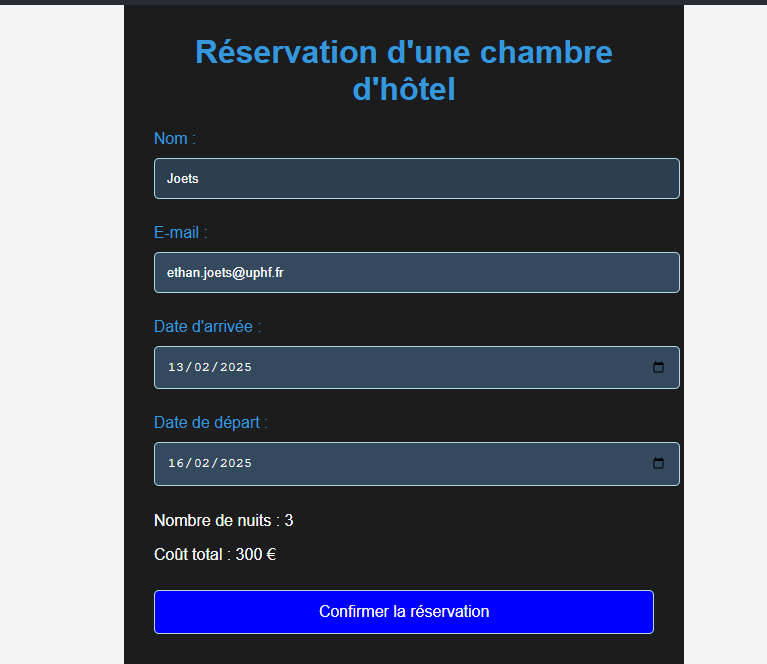 Réservation d'une chambre
d'hôtel
Nom :
Joets
E-mail :
ethan.joets@uphf.fr
Date d'arrivée :
13/02/2025
Date de départ :
16/02/2025
Nombre de nuits : 3
Coût total : 300 €
Confirmer la réservation